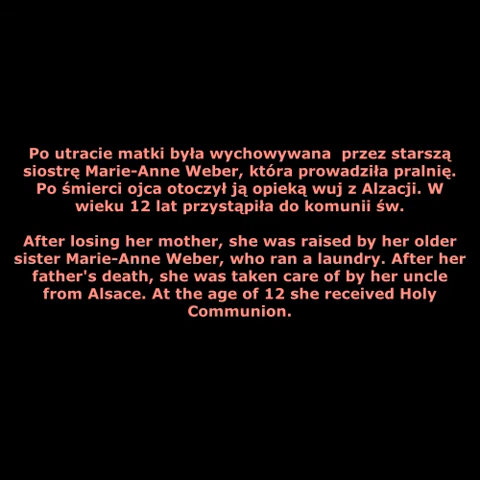 Po utracie matki była wychowywana  przez starszą
siostrę Marie-Anne Weber, która prowadziła pralnię.
Po śmierci ojca otoczył ją opieką wuj z Alzacji. W
wieku 12 lat przystąpiła do komunii św.
After losing her mother, she was raised by her older
sister Marie-Anne Weber, who ran a laundry. After her
father's death, she was taken care of by her uncle
from Alsace. At the age of 12 she received Holy
Communion.